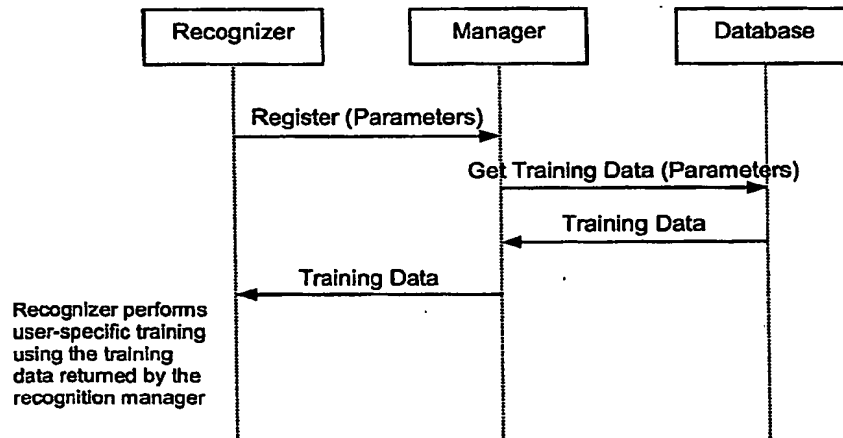 Recognizer
Manager
Database
Register (Parameters)
Get Training Data (Parameters)
Training Data
Training Data
Recognizer performs
user-specific training
using the training
data returned by the
recognition manager